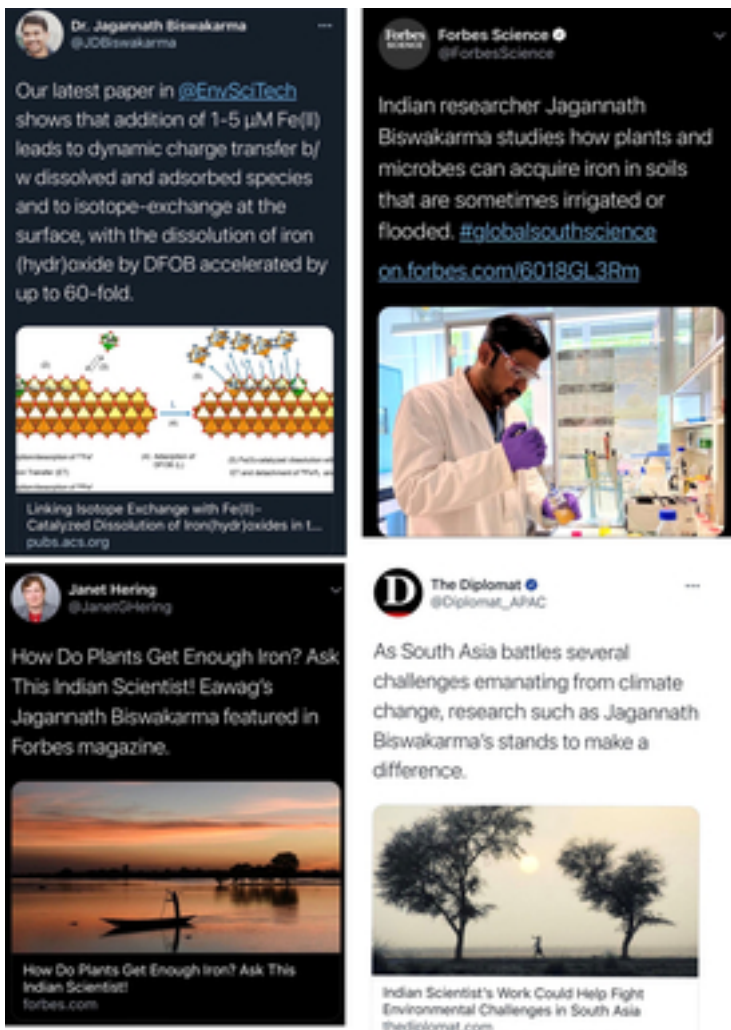 Dr. Jagannath Biswakarma
@JDBiswakarma
Our latest paper in @EnvSciTech
shows that addition of 1-5 μM Fe(II)
leads to dynamic charge transfer b/
w dissolved and adsorbed species
and to isotope-exchange at the
surface, with the dissolution of iron
(hydr)oxide by DFOB accelerated by
up to 60-fold.
Linking Isotope Exchange with Fe(II)–
Catalyzed Dissolution of Iron(hydr)oxides in t...
pubs.acs.org
Forbes
SCIENCE
Forbes Science
@ForbesScience
Indian researcher Jagannath
Biswakarma studies how plants and
microbes can acquire iron in soils
that are sometimes irrigated or
flooded. #globalsouthscience
on.forbes.com/6018GL3Rm
Janet Hering
@JanetGHering
How Do Plants Get Enough Iron? Ask
This Indian Scientist! Eawag's
Jagannath Biswakarma featured in
Forbes magazine.
How Do Plants Get Enough Iron? Ask This
Indian Scientist!
forbes.com
D
The Diplomat
@Diplomat_APAC
As South Asia battles several
challenges emanating from climate
change, research such as Jagannath
Biswakarma's stands to make a
difference.
Indian Scientist's Work Could Help Fight
Environmental Challenges in South Asia
thediplomat.com